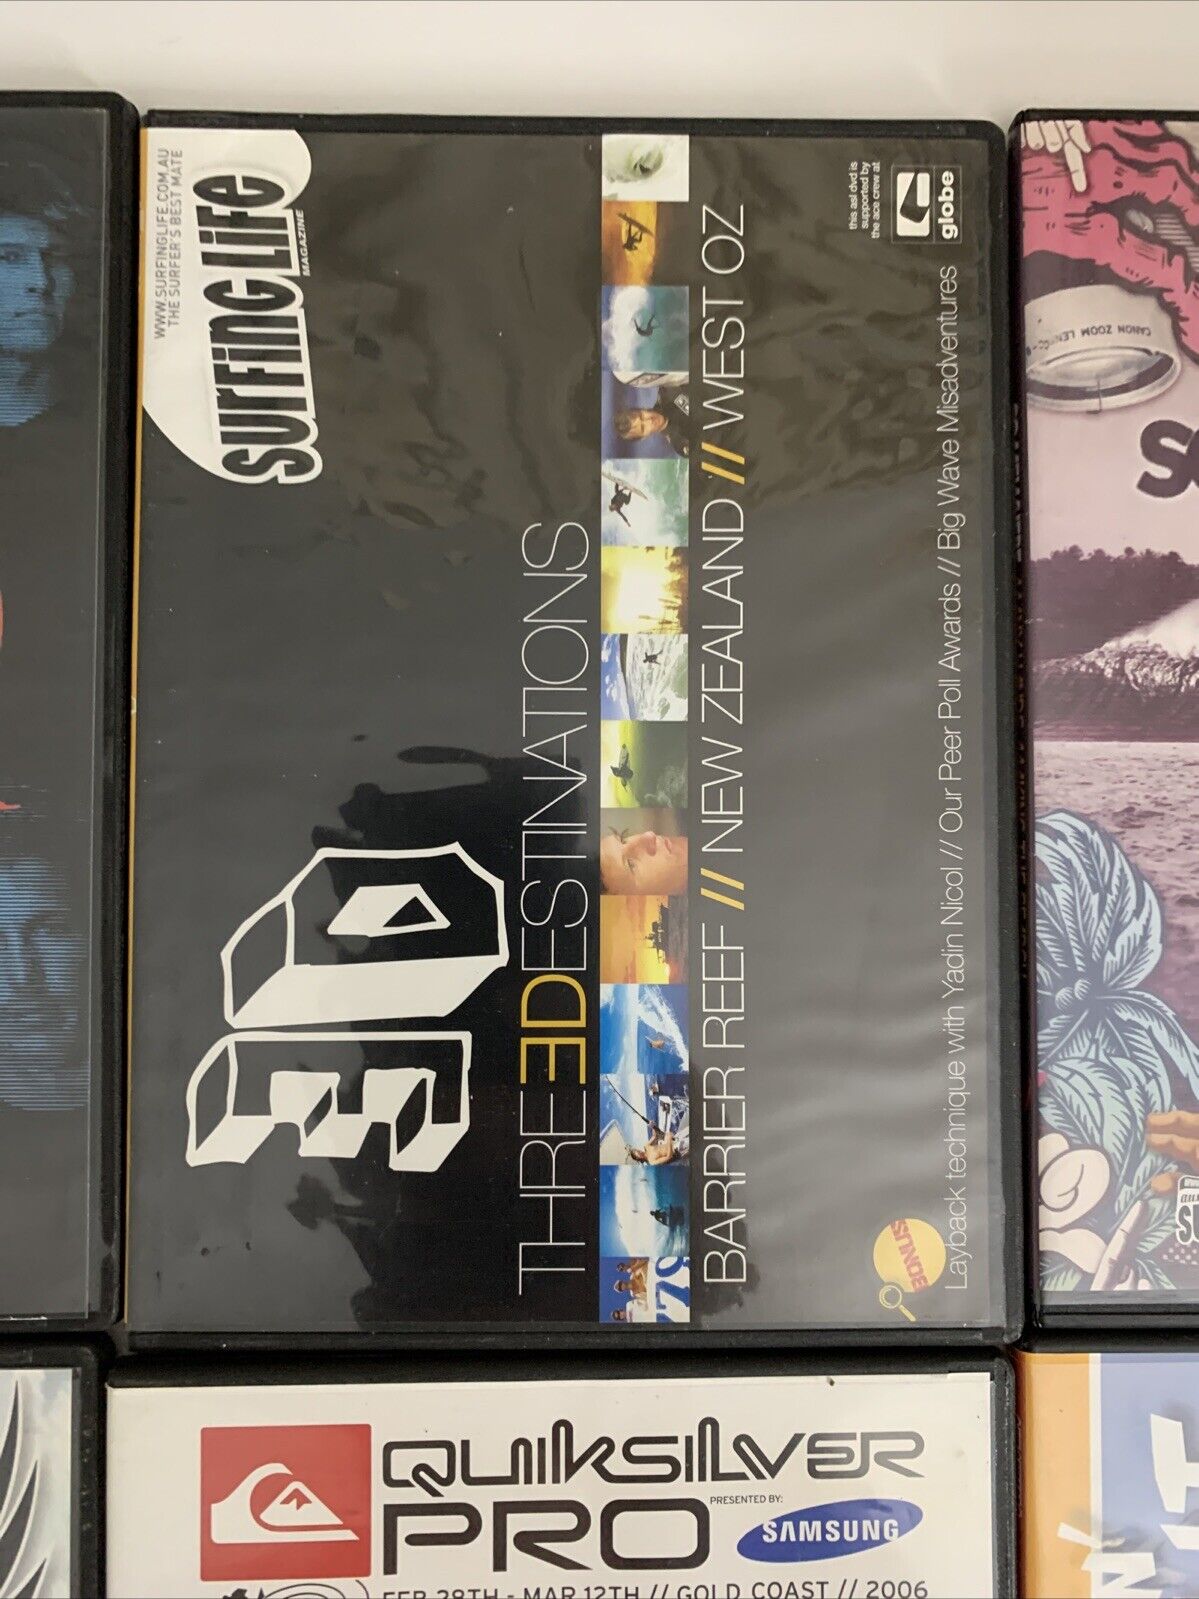 WWW.SURFINGLIFE.COM.AU
THE SURFER'S BEST MATE
SURFING LIFE
MAGAZINE
3D
THREEDESTINATIONS
BARRIER REEF // NEW ZEALAND // WEST OZ
79
this asl dvd is
supported by
the ace crew at
globe
BONUS
Layback technique with Yadin Nicol // Our Peer Poll Awards // Big Wave Misadventures
CANON ZOOM LEN
QUIKSILVER
PRO
PRESENTED BY:
SAMSUNG
FEB 28TH - MAR 12TH // GOLD COAST // 2006